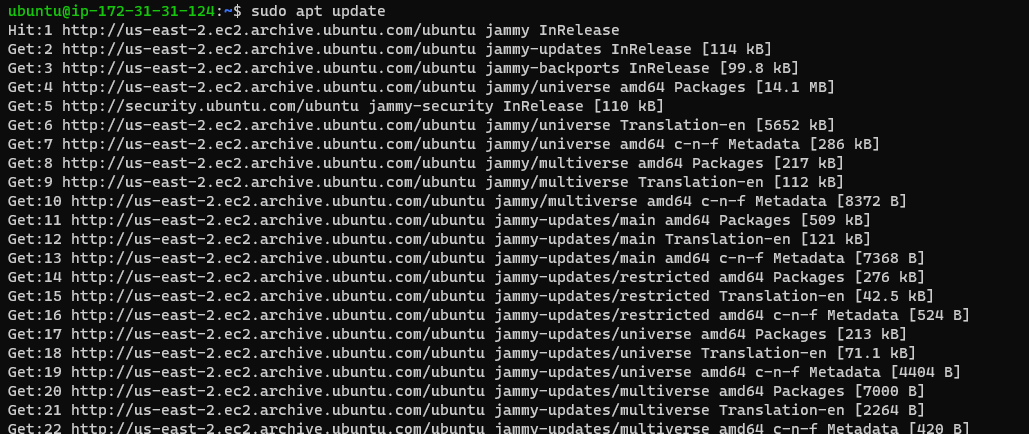 ubuntu@ip-172-31-31-124:~$ sudo apt update
Hit:1 http://us-east-2.ec2.archive.ubuntu.com/ubuntu jammy InRelease
Get:2 http://us-east-2.ec2.archive.ubuntu.com/ubuntu jammy-updates InRelease [114 kB]
Get:3 http://us-east-2.ec2.archive.ubuntu.com/ubuntu jammy-backports InRelease [99.8 kB]
Get:4 http://us-east-2.ec2.archive.ubuntu.com/ubuntu jammy/universe amd64 Packages [14.1 MB]
Get:5 http://security.ubuntu.com/ubuntu jammy-security InRelease [110 kB]
Get:6 http://us-east-2.ec2.archive.ubuntu.com/ubuntu jammy/universe Translation-en [5652 kB]
Get:7 http://us-east-2.ec2.archive.ubuntu.com/ubuntu jammy/universe amd64 c-n-f Metadata [286 kB]
Get:8 http://us-east-2.ec2.archive.ubuntu.com/ubuntu jammy/multiverse amd64 Packages [217 kB]
Get:9 http://us-east-2.ec2.archive.ubuntu.com/ubuntu jammy/multiverse Translation-en [112 kB]
Get:10 http://us-east-2.ec2.archive.ubuntu.com/ubuntu jammy/multiverse amd64 c-n-f Metadata [8372 B]
Get:11 http://us-east-2.ec2.archive.ubuntu.com/ubuntu jammy-updates/main amd64 Packages [509 kB]
Get:12 http://us-east-2.ec2.archive.ubuntu.com/ubuntu jammy-updates/main Translation-en [121 kB]
Get:13 http://us-east-2.ec2.archive.ubuntu.com/ubuntu jammy-updates/main amd64 c-n-f Metadata [7368 B]
Get:14 http://us-east-2.ec2.archive.ubuntu.com/ubuntu jammy-updates/restricted amd64 Packages [276 kB]
Get:15 http://us-east-2.ec2.archive.ubuntu.com/ubuntu jammy-updates/restricted Translation-en [42.5 kB]
Get:16 http://us-east-2.ec2.archive.ubuntu.com/ubuntu jammy-updates/restricted amd64 c-n-f Metadata [524 B]
Get:17 http://us-east-2.ec2.archive.ubuntu.com/ubuntu jammy-updates/universe amd64 Packages [213 kB]
Get:18 http://us-east-2.ec2.archive.ubuntu.com/ubuntu jammy-updates/universe Translation-en [71.1 kB]
Get:19 http://us-east-2.ec2.archive.ubuntu.com/ubuntu jammy-updates/universe amd64 c-n-f Metadata [4404 B]
Get:20 http://us-east-2.ec2.archive.ubuntu.com/ubuntu jammy-updates/multiverse amd64 Packages [7000 B]
Get:21 http://us-east-2.ec2.archive.ubuntu.com/ubuntu jammy-updates/multiverse Translation-en [2264 B]
Get:22 http://us-east-2.ec2.archive.ubuntu.com/ubuntu jammy-updates/multiverse amd64 c-n-f Metadata [420 B]